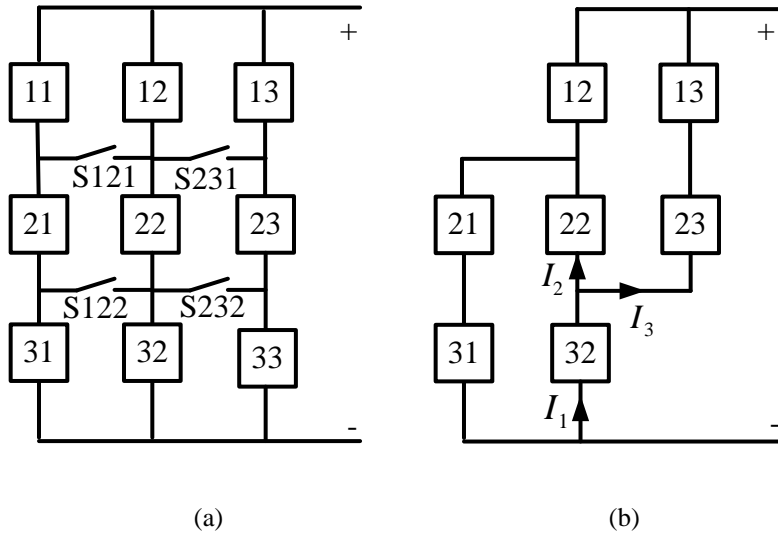 + +
11 12 13 12 13
S121 S231
21 22 23 21 22 23
S122 S232 I2 I3
31 32 33 31 32
I1
- -
(a) (b)